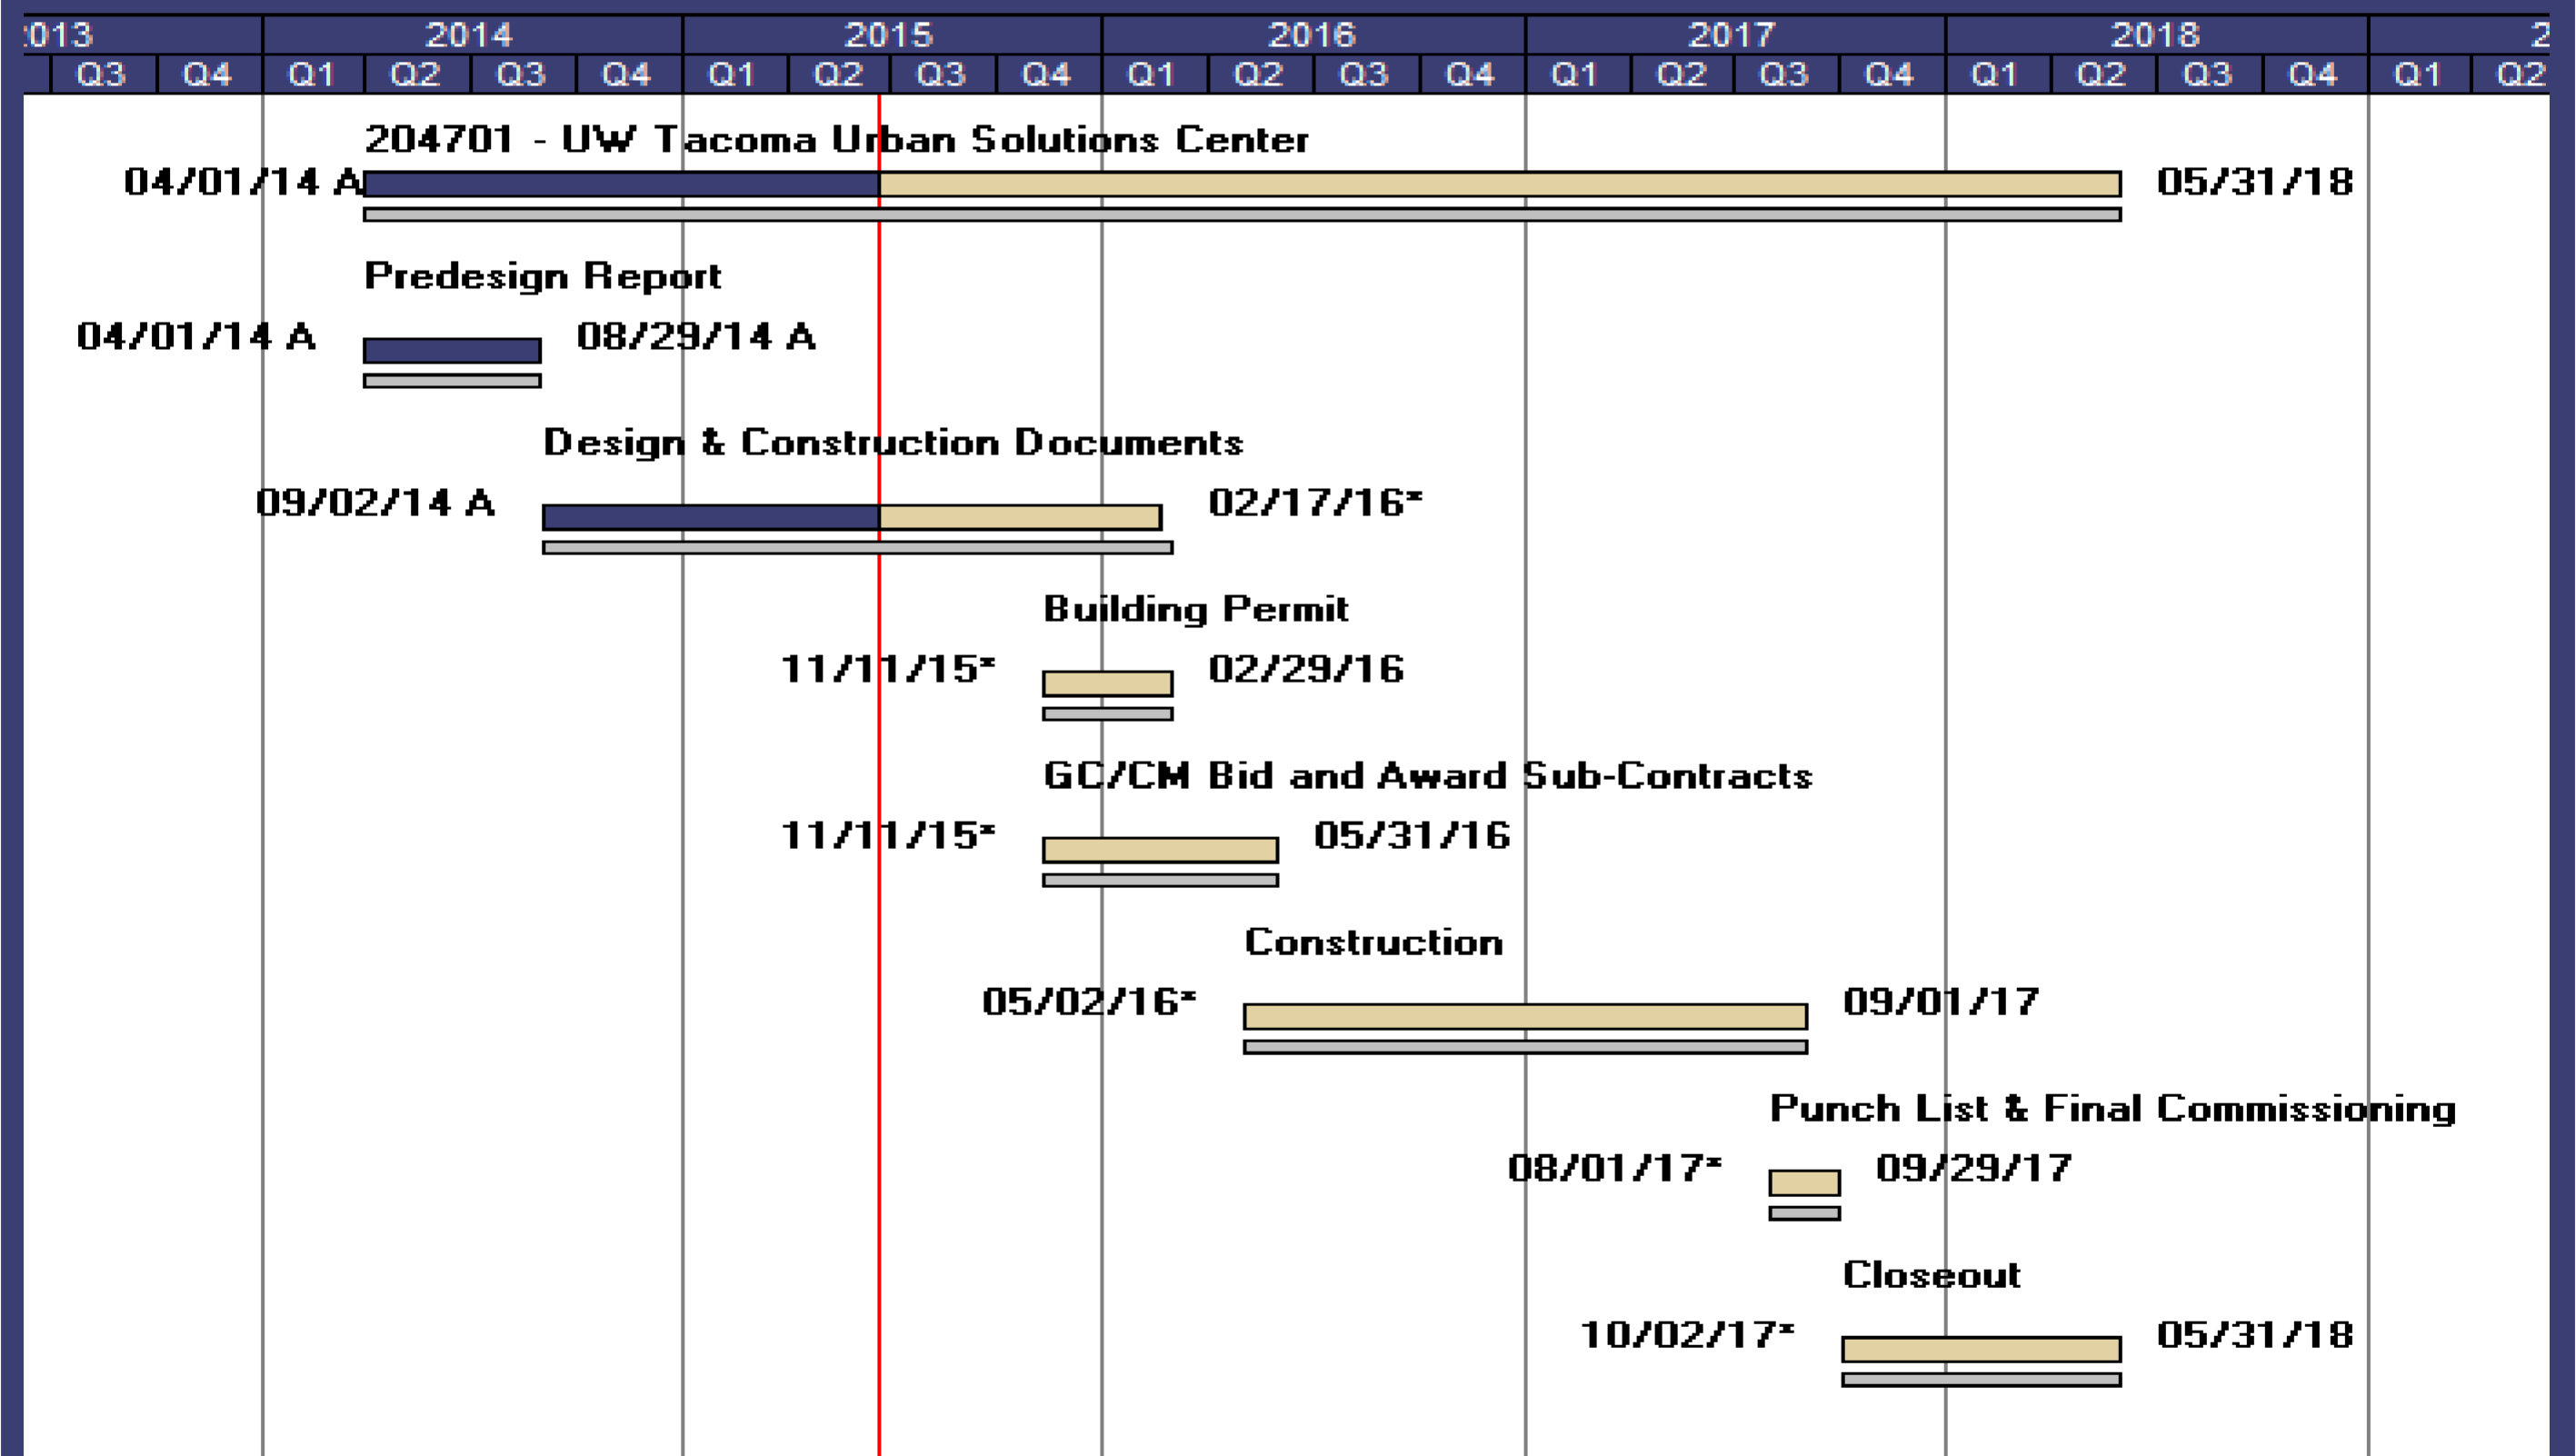 :013 2014 2015 2016 2017 2018 2
Q3 Q4 Q1 Q2 Q3 Q4 Q1 Q2 Q3 Q4 Q1 Q2 Q3 Q4 Q1 Q2 Q3 Q4 Q1 Q2 Q3 Q4 Q1 Q2
204701 - UW Tacoma Urban Solutions Center
04/01/14 A 05/31/18
Predesign Report
04/01/14 A 08/29/14 A
Design & Construction Documents
09/02/14 A 02/17/16*
Building Permit
11/11/15* 02/29/16
GC/CM Bid and Award Sub-Contracts
11/11/15* 05/31/16
Construction
05/02/16* 09/01/17
Punch List & Final Commissioning
08/01/17* 09/29/17
Closeout
10/02/17* 05/31/18